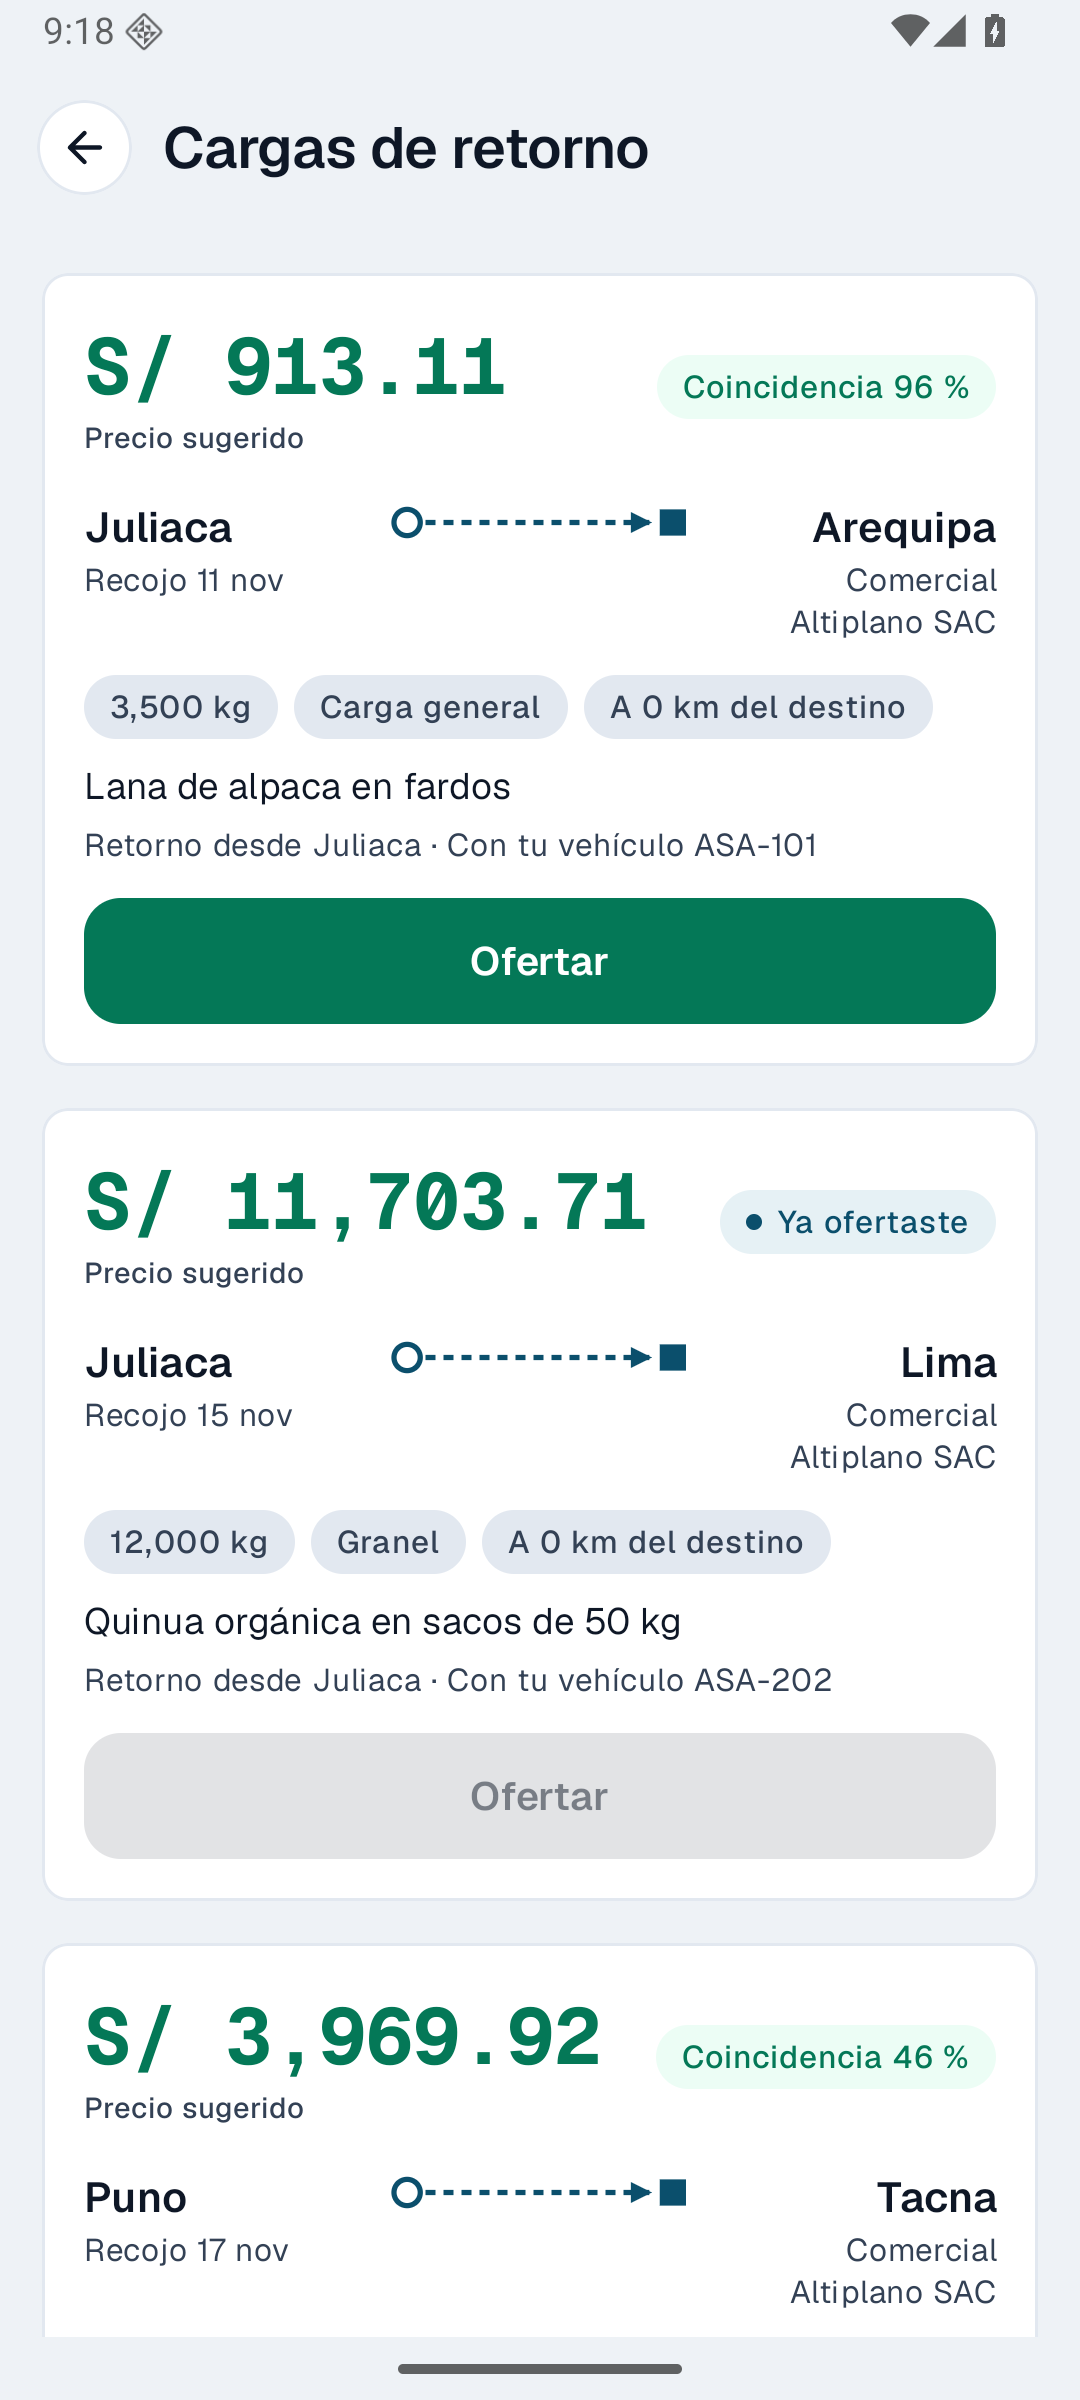 9:18
Cargas de retorno
S/ 913.11
Coincidencia 96 %
Precio sugerido
Juliaca
Arequipa
Recojo 11 nov
Comercial
Altiplano SAC
3,500 kg
Carga general
A 0 km del destino
Lana de alpaca en fardos
Retorno desde Juliaca · Con tu vehículo ASA-101
Ofertar
S/ 11,703.71
Ya ofertaste
Precio sugerido
Juliaca
Lima
Recojo 15 nov
Comercial
Altiplano SAC
12,000 kg
Granel
A 0 km del destino
Quinua orgánica en sacos de 50 kg
Retorno desde Juliaca · Con tu vehículo ASA-202
Ofertar
S/ 3,969.92
Coincidencia 46 %
Precio sugerido
Puno
Tacna
Recojo 17 nov
Comercial
Altiplano SAC